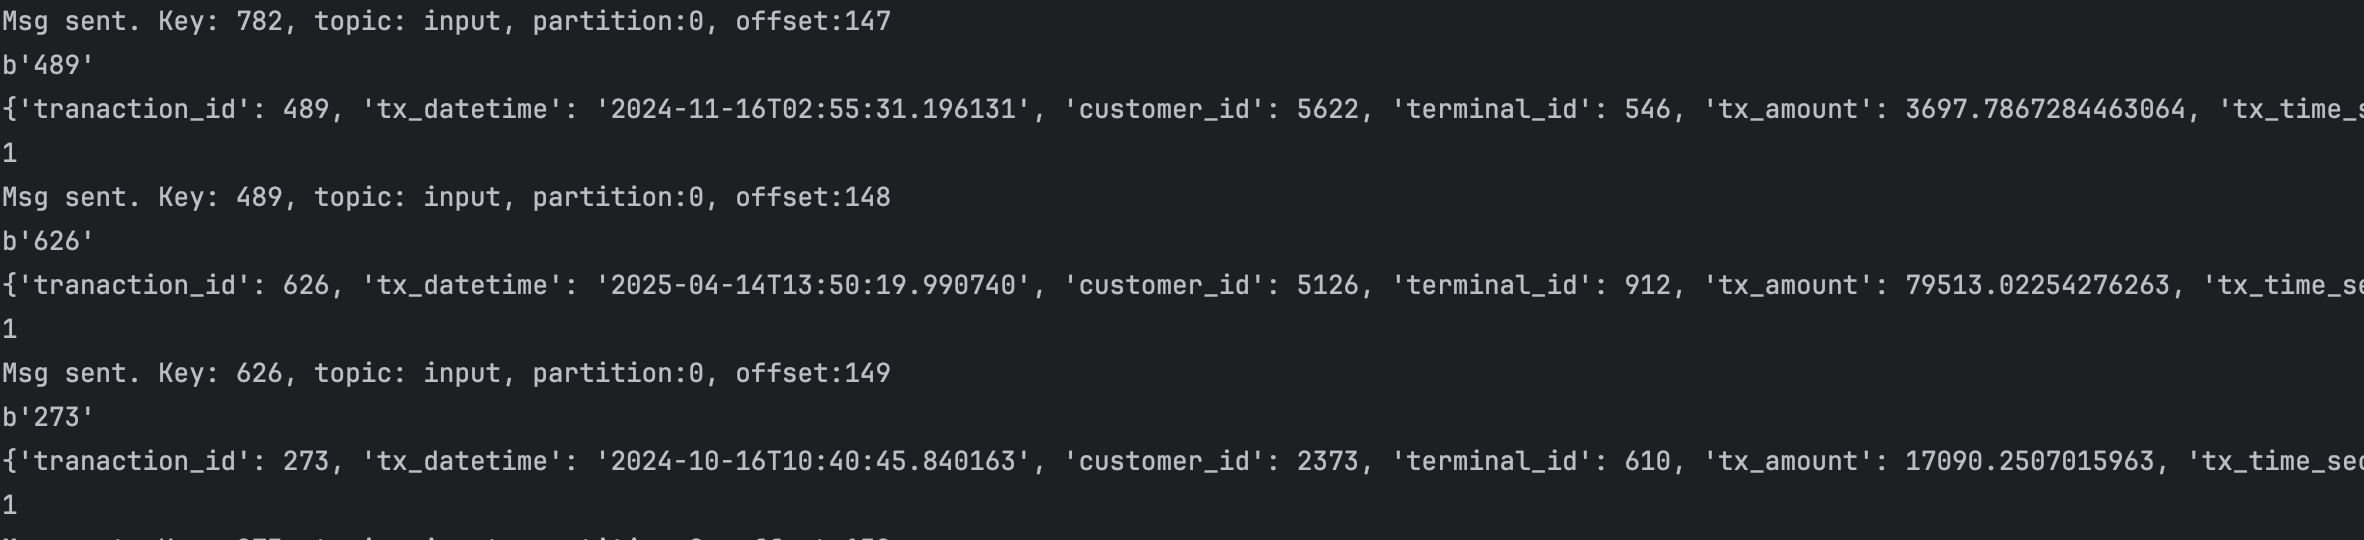 Msg sent. Key: 782, topic: input, partition:0, offset:147
b'489'
{'tranaction_id': 489, 'tx_datetime': '2024-11-16T02:55:31.196131', 'customer_id': 5622, 'terminal_id': 546, 'tx_amount': 3697.7867284463064, 'tx_time_s
1
Msg sent. Key: 489, topic: input, partition:0, offset:148
b'626'
{'tranaction_id': 626, 'tx_datetime': '2025-04-14T13:50:19.990740', 'customer_id': 5126, 'terminal_id': 912, 'tx_amount': 79513.02254276263, 'tx_time_se
1
Msg sent. Key: 626, topic: input, partition:0, offset:149
b'273'
{'tranaction_id': 273, 'tx_datetime': '2024-10-16T10:40:45.840163', 'customer_id': 2373, 'terminal_id': 610, 'tx_amount': 17090.2507015963, 'tx_time_sec
1